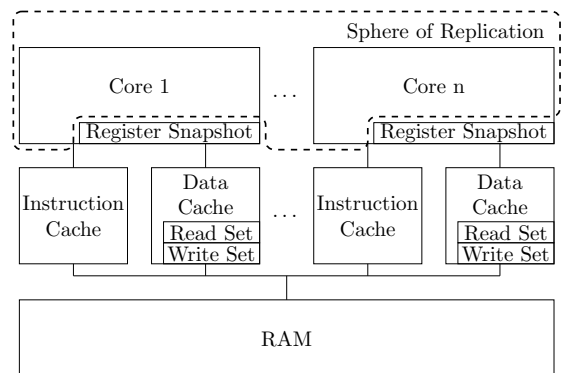 Sphere of Replication
Core 1
. . .
Core n
Register Snapshot
Register Snapshot
Instruction
Cache
Data
Cache
Read Set
Write Set
. . .
Instruction
Cache
Data
Cache
Read Set
Write Set
RAM